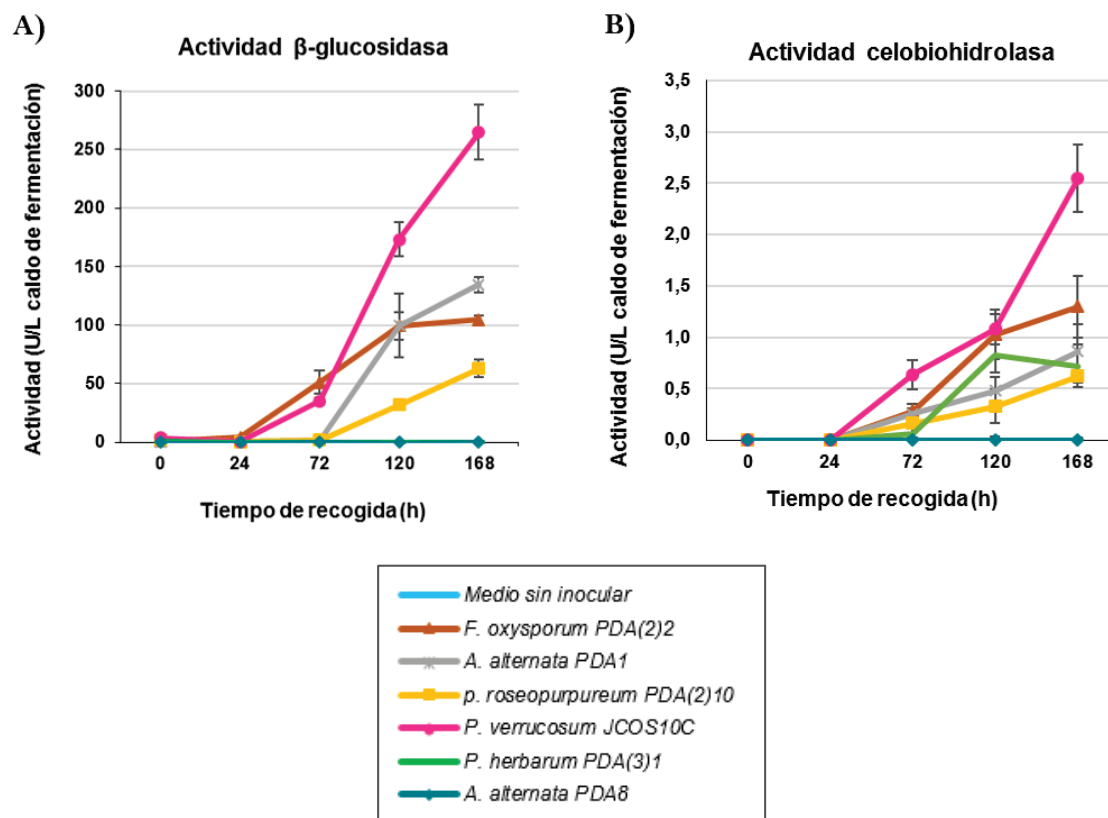 A)
Actividad β-glucosidasa
Actividad (U/L caldo de fermentación)
300
250
200
150
100
50
0
0 24 72 120 168
Tiempo de recogida (h)
B)
Actividad celobiohidrolasa
Actividad (U/L caldo de fermentación)
3,5
3,0
2,5
2,0
1,5
1,0
0,5
0,0
0 24 72 120 168
Tiempo de recogida (h)
Medio sin inocular
F. oxysporum PDA(2)2
A. alternata PDA1
p. roseopurpureum PDA(2)10
P. verrucosum JCOS10C
P. herbarum PDA(3)1
A. alternata PDA8